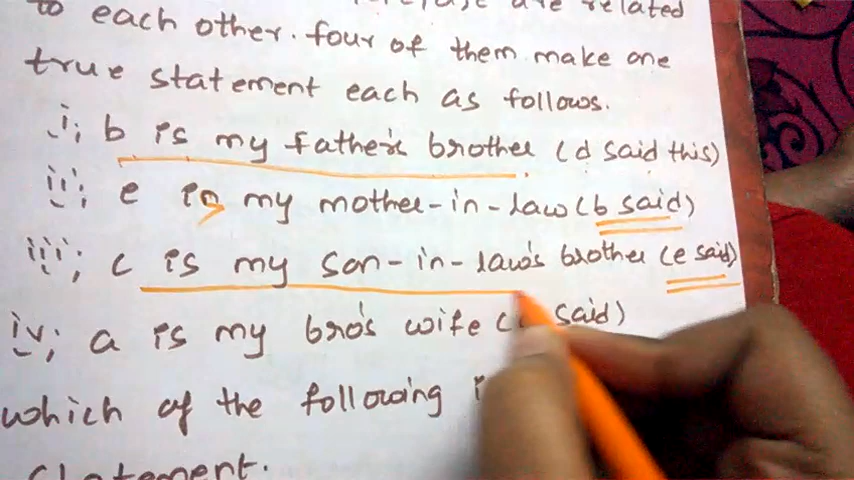 to each other. four of them make one
true statement each as follows.
i; b is my father's brother (d said this)
ii; e is my mother-in-law (b said)
iii; c is my son-in-law's brother (e said)
iv; a is my bro's wife ( said)
which of the following
statement.